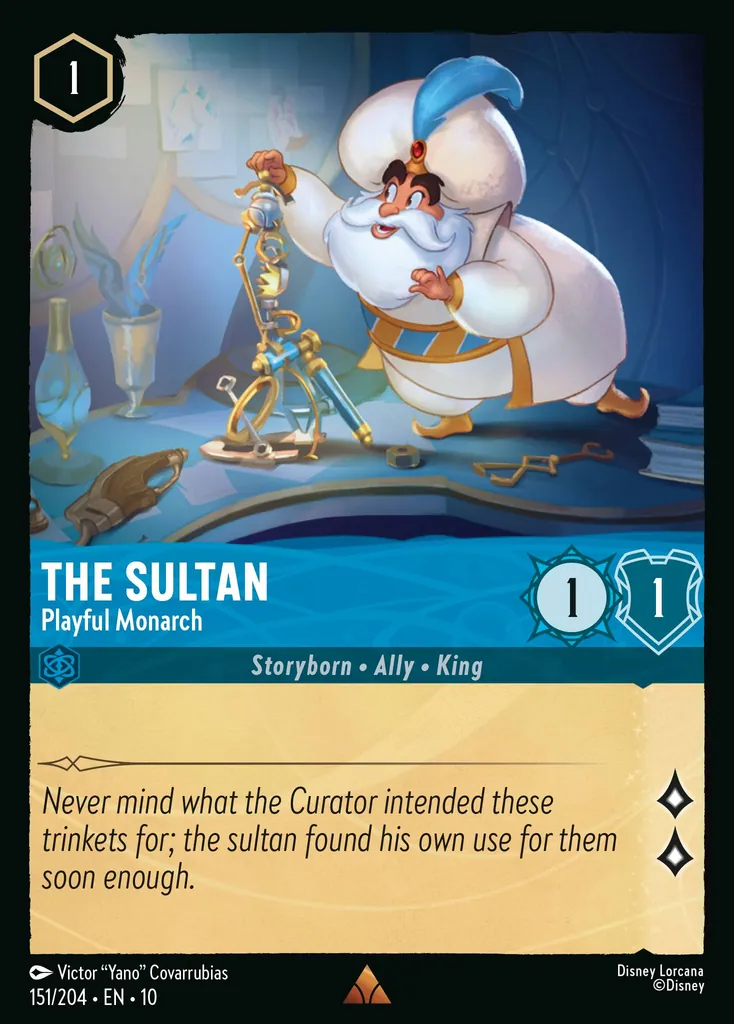 1
THE SULTAN
Playful Monarch
1
1
Storyborn • Ally • King
Never mind what the Curator intended these
trinkets for; the sultan found his own use for them
soon enough.
Victor “Yano” Covarrubias
151/204 • EN • 10
Disney Lorcana
©Disney